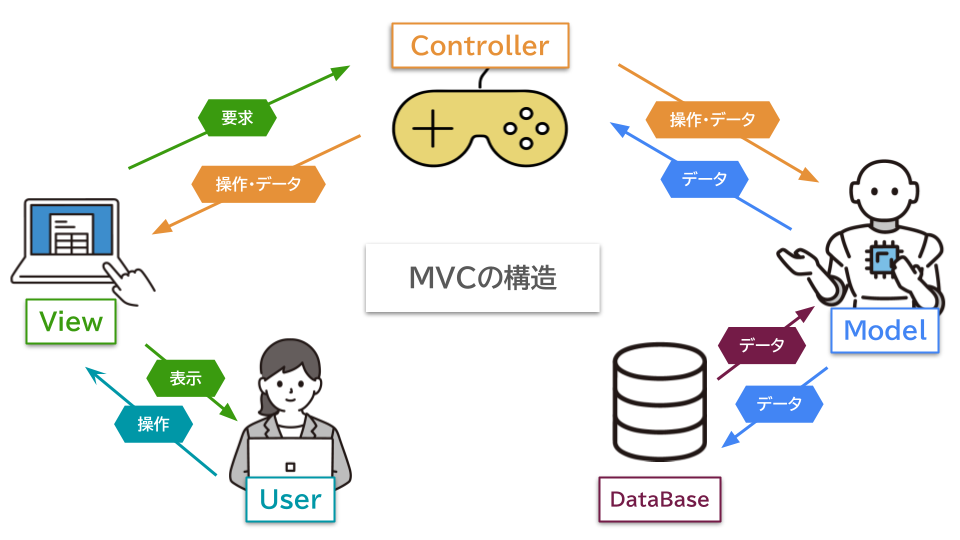 Controller
要求
操作・データ
操作・データ
データ
MVCの構造
View
Model
表示
操作
データ
データ
User
DataBase